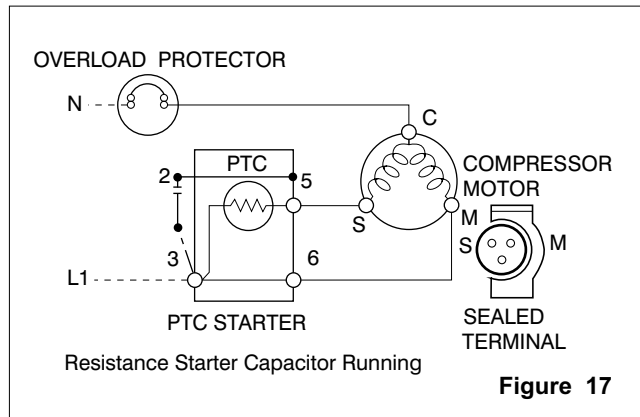 OVERLOAD PROTECTOR
N
C
PTC
2
5
COMPRESSOR
MOTOR
S
M
S
M
3
6
L1
PTC STARTER
SEALED
TERMINAL
Resistance Starter Capacitor Running
Figure 17